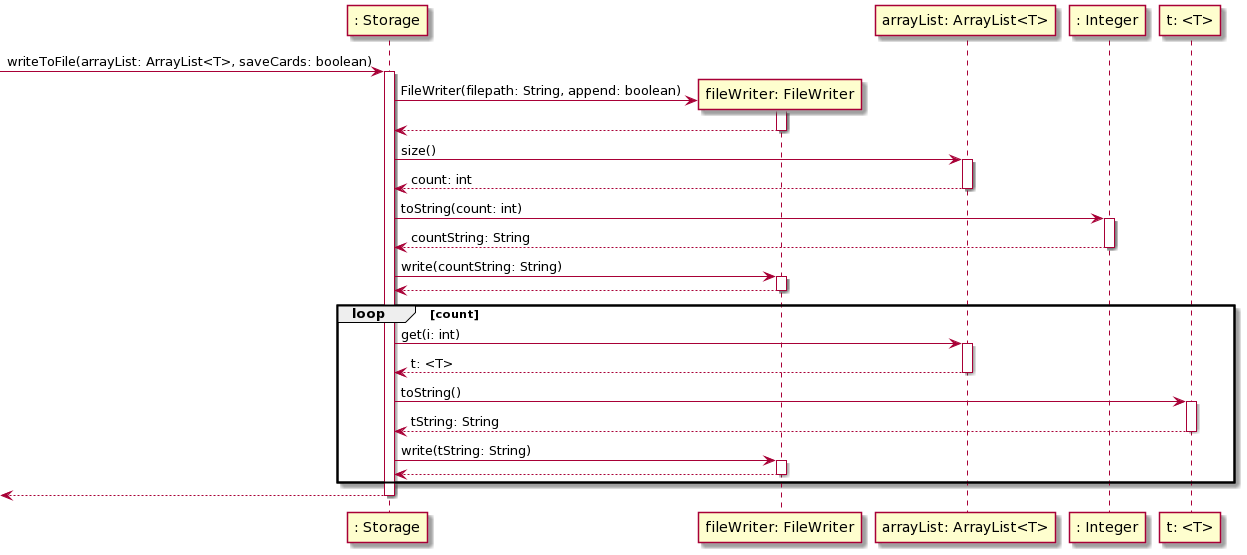 : Storage
arrayList: ArrayList<T>
: Integer
t: <T>
writeToFile(arrayList: ArrayList<T>, saveCards: boolean)
FileWriter(filepath: String, append: boolean)
fileWriter: FileWriter
size()
count: int
toString(count: int)
countString: String
write(countString: String)
loop [count]
get(i: int)
t: <T>
toString()
tString: String
write(tString: String)
: Storage
fileWriter: FileWriter
arrayList: ArrayList<T>
: Integer
t: <T>